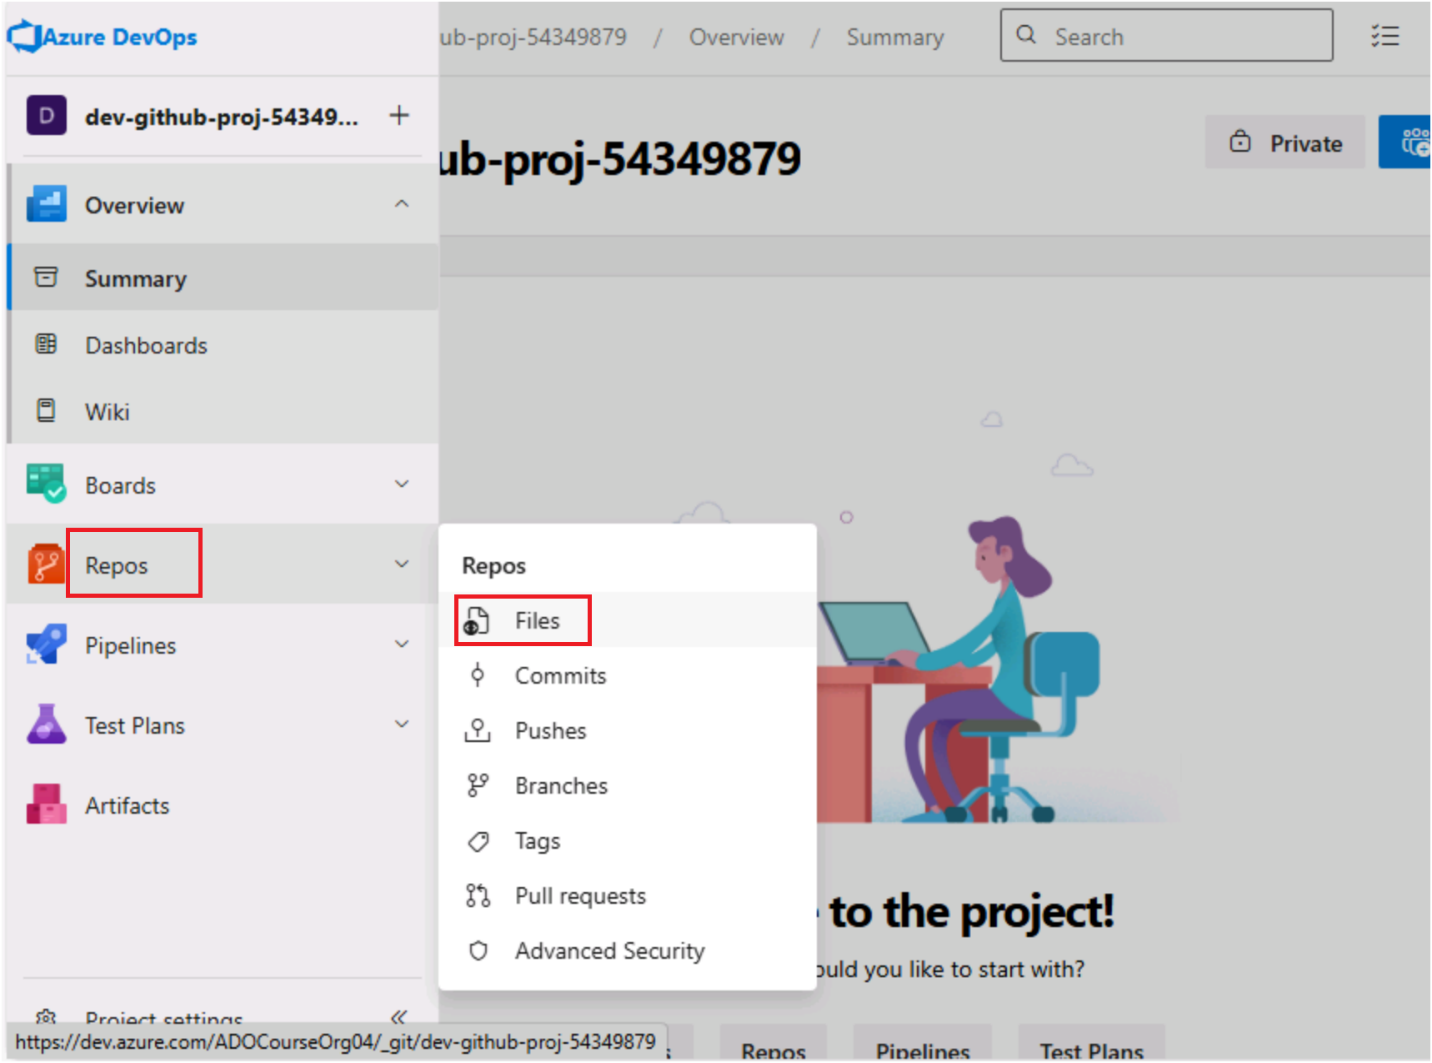 Azure DevOps
ub-proj-54349879 / Overview / Summary
Search
D dev-github-proj-54349... +
ub-proj-54349879
Private
Overview
Summary
Dashboards
Wiki
Boards
Repos
Pipelines
Test Plans
Artifacts
Project settings
Repos
Files
Commits
Pushes
Branches
Tags
Pull requests
Advanced Security
to the project!
ould you like to start with?
Repos
Pipelines
Test Plans
https://dev.azure.com/ADOCourseOrg04/_git/dev-github-proj-54349879